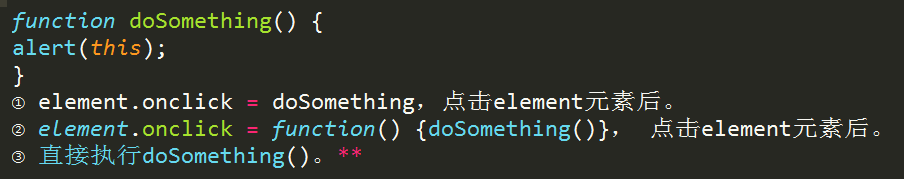 function doSomething() {
alert(this);
}
① element.onclick = doSomething，点击element元素后。
② element.onclick = function() {doSomething()}， 点击element元素后。
③ 直接执行doSomething()。**